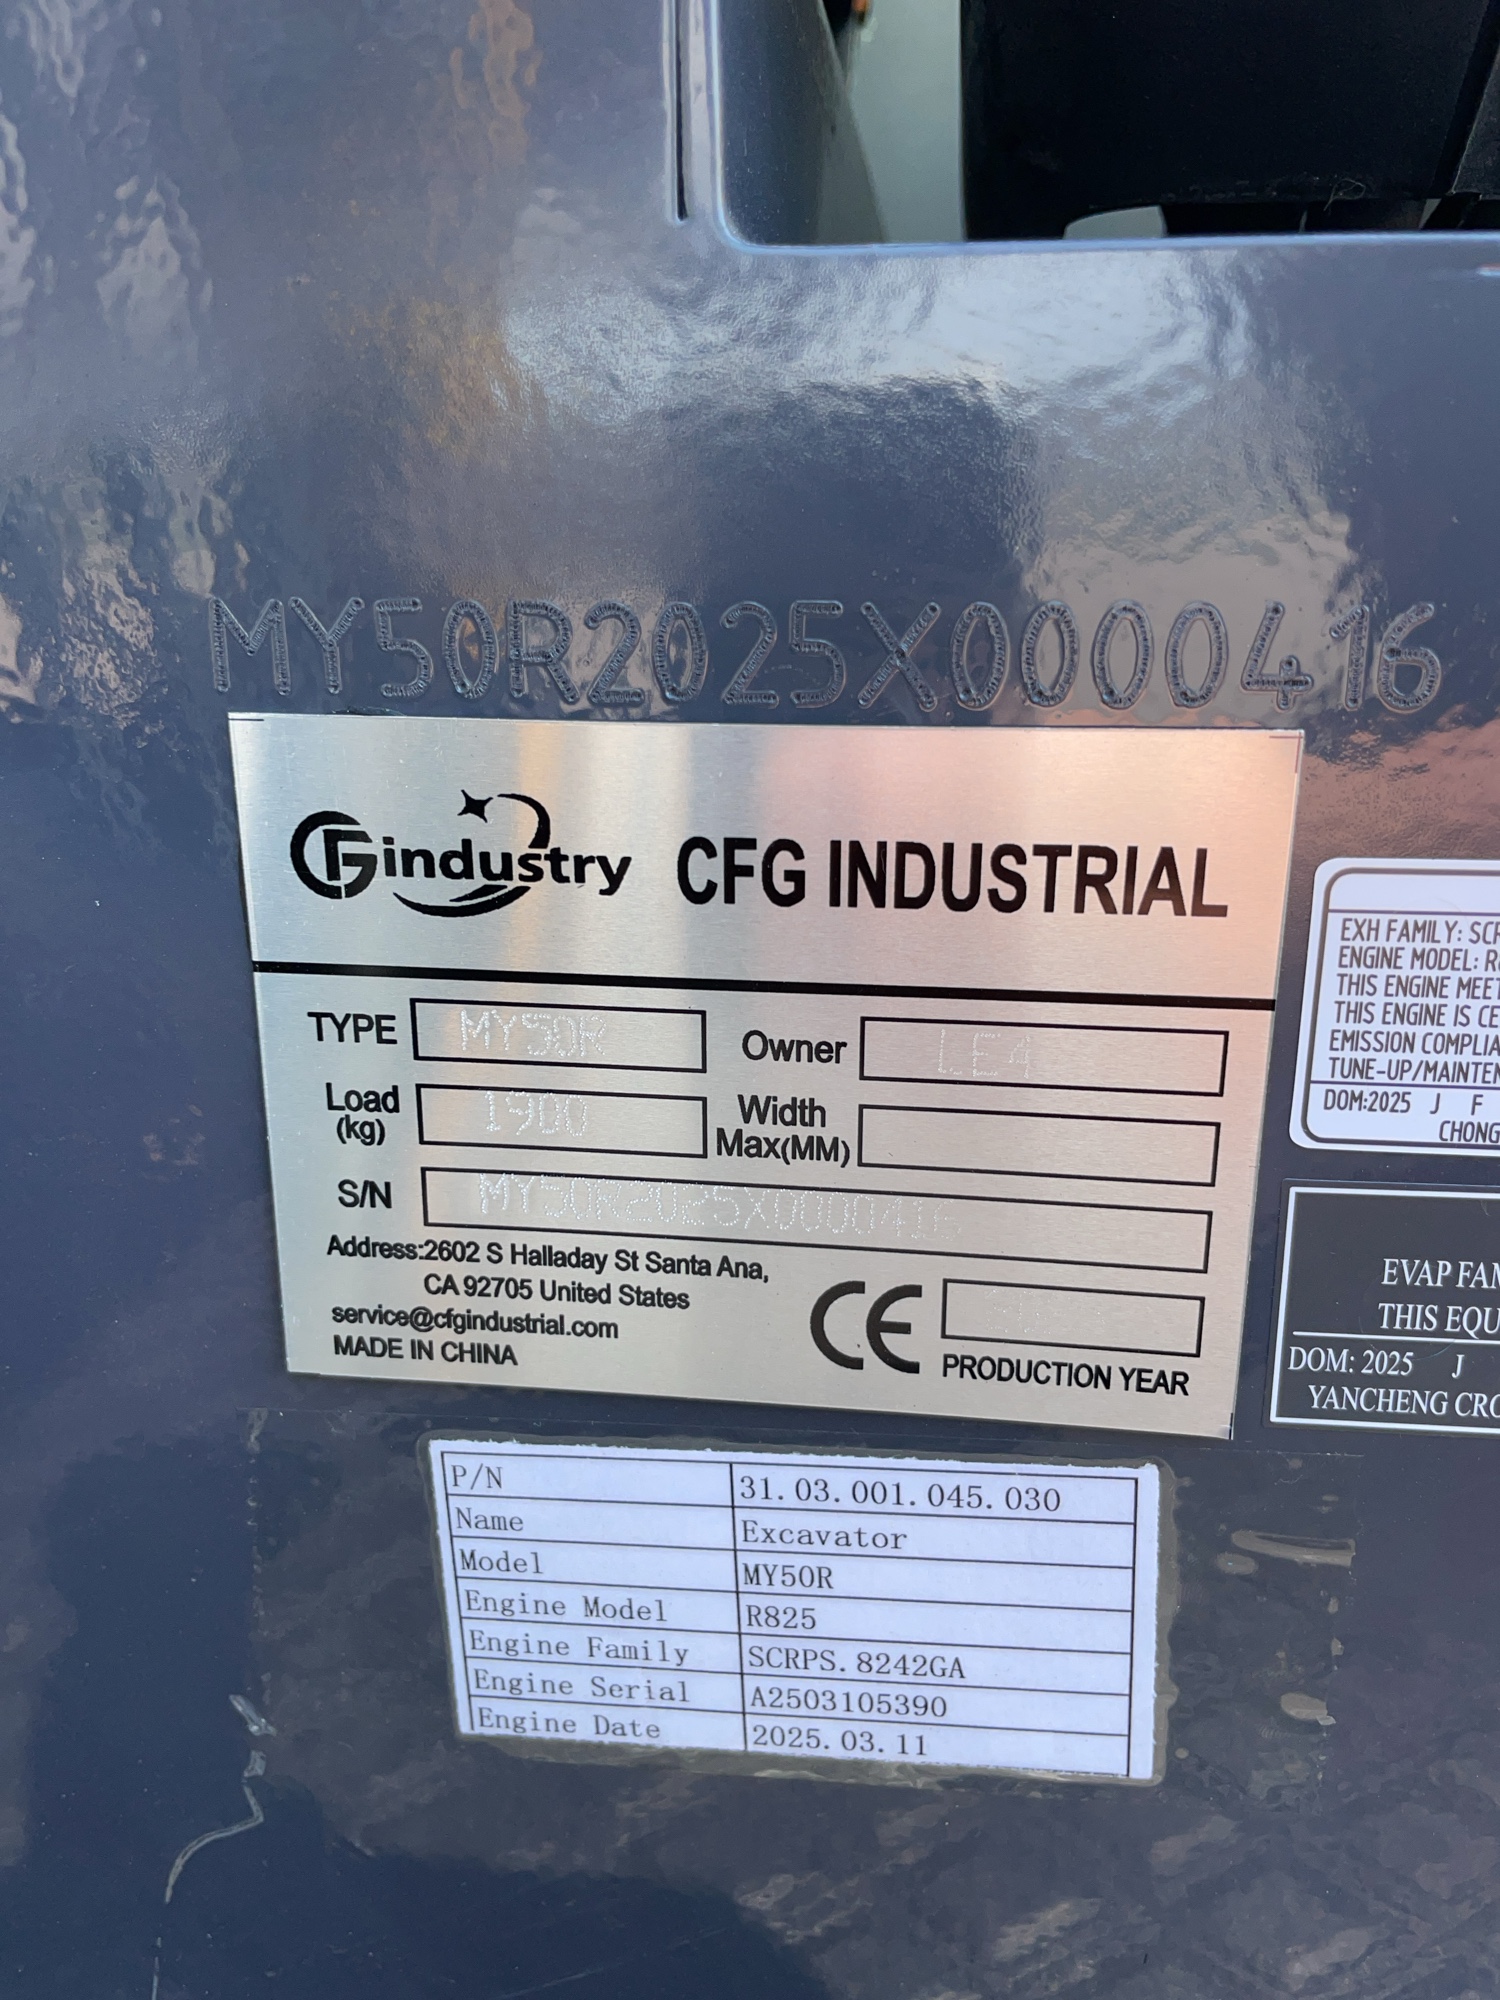 MY50R2025X0000416
CFG industry CFG INDUSTRIAL
TYPE MY50R Owner LE4
Load (kg) 1900 Width Max(MM)
S/N MY50R2025X0000416
Address:2602 S Halladay St Santa Ana,
CA 92705 United States
service@cfgindustrial.com
MADE IN CHINA
CE PRODUCTION YEAR
EXH FAMILY: SCR
ENGINE MODEL: R
THIS ENGINE MEET
THIS ENGINE IS CE
EMISSION COMPLIA
TUNE-UP/MAINTEN
DOM:2025 J F
CHONG
EVAP FAM
THIS EQU
DOM: 2025 J
YANCHENG CRO
P/N 31.03.001.045.030
Name Excavator
Model MY50R
Engine Model R825
Engine Family SCRPS.8242GA
Engine Serial A2503105390
Engine Date 2025.03.11